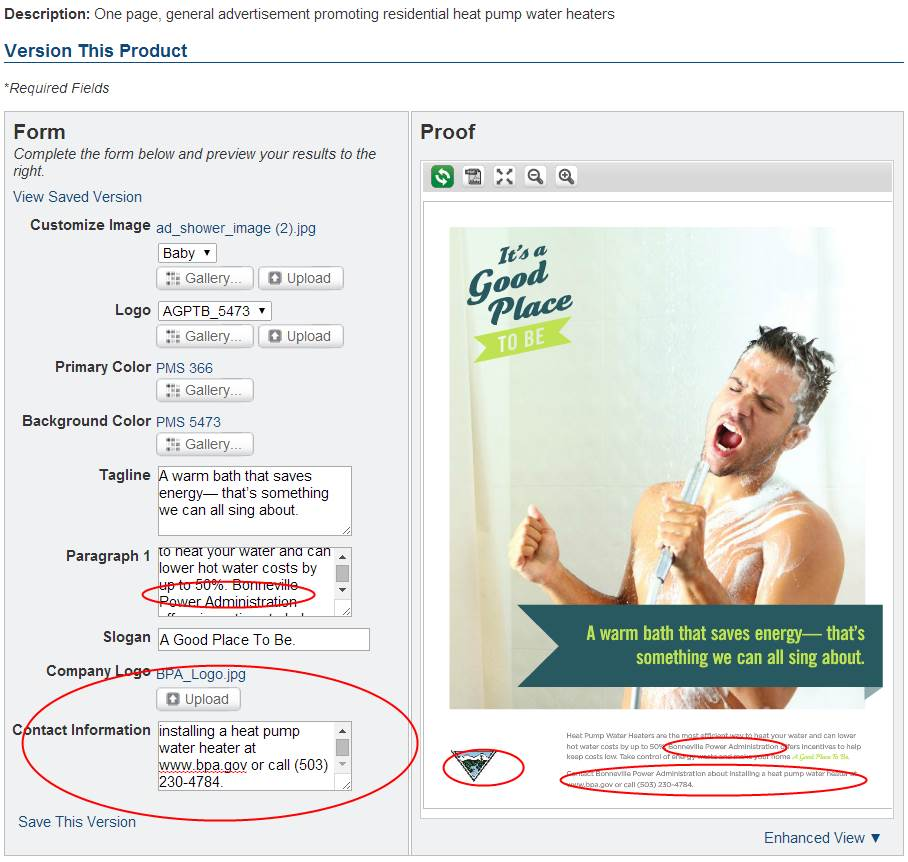 Description: One page, general advertisement promoting residential heat pump water heaters
Version This Product
*Required Fields
Form
Complete the form below and preview your results to the
right.
View Saved Version
Customize Image ad_shower_image (2).jpg
Baby
Gallery... Upload
Logo AGPTB_5473
Gallery... Upload
Primary Color PMS 366
Gallery...
Background Color PMS 5473
Gallery...
Tagline A warm bath that saves
energy— that's something
we can all sing about.
Paragraph 1 to heat your water and can
lower hot water costs by
up to 50%. Bonneville
Power Administration
Slogan A Good Place To Be.
Company Logo BPA_Logo.jpg
Upload
Contact Information installing a heat pump
water heater at
www.bpa.gov or call (503)
230-4784.
Save This Version
Proof
It's a
Good
Place
TO BE
A warm bath that saves energy— that's
something we can all sing about.
Heat Pump Water Heaters are the most efficient way to heat your water and can lower
hot water costs by up to 50%. Bonneville Power Administration offers incentives to help
keep costs low. Take control of energy waste and make your home A Good Place To Be.
Contact Bonneville Power Administration about installing a heat pump water heater at
www.bpa.gov or call (503) 230-4784.
Enhanced View ▼